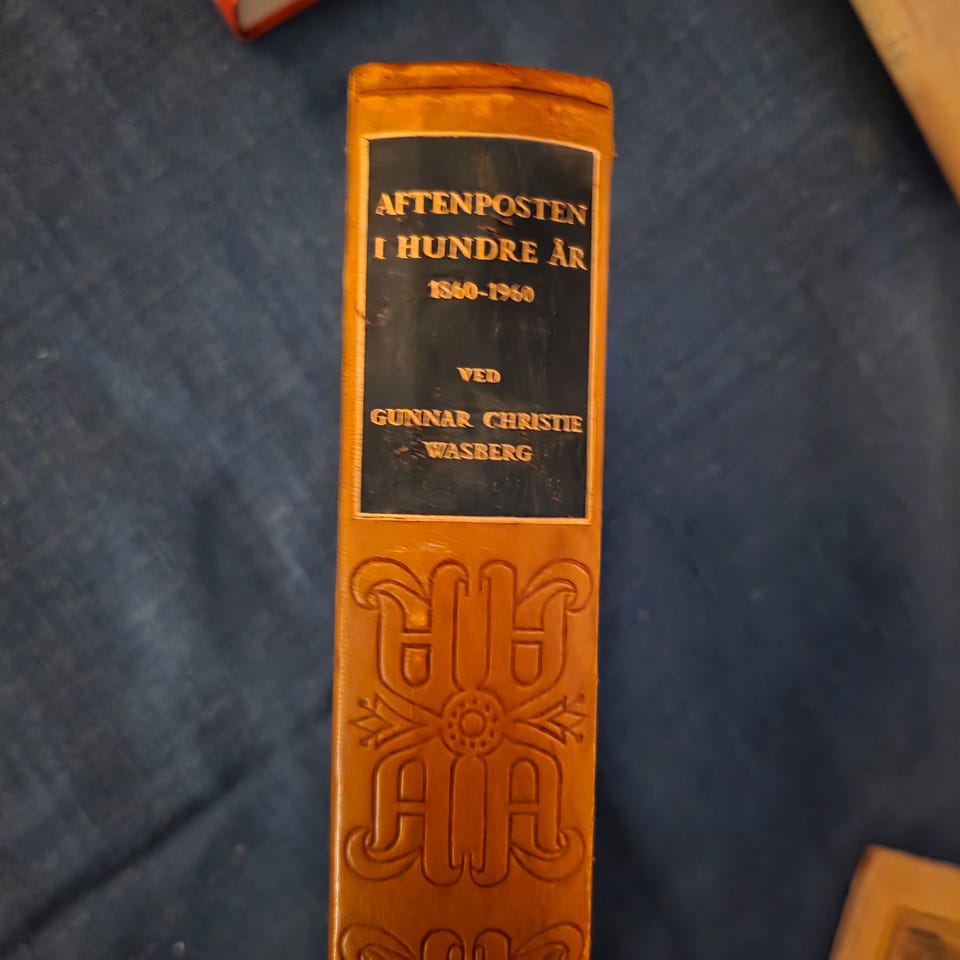 AFTENPOSTEN
I HUNDRE ÅR
1860-1960
VED
GUNNAR CHRISTIE
WASBERG